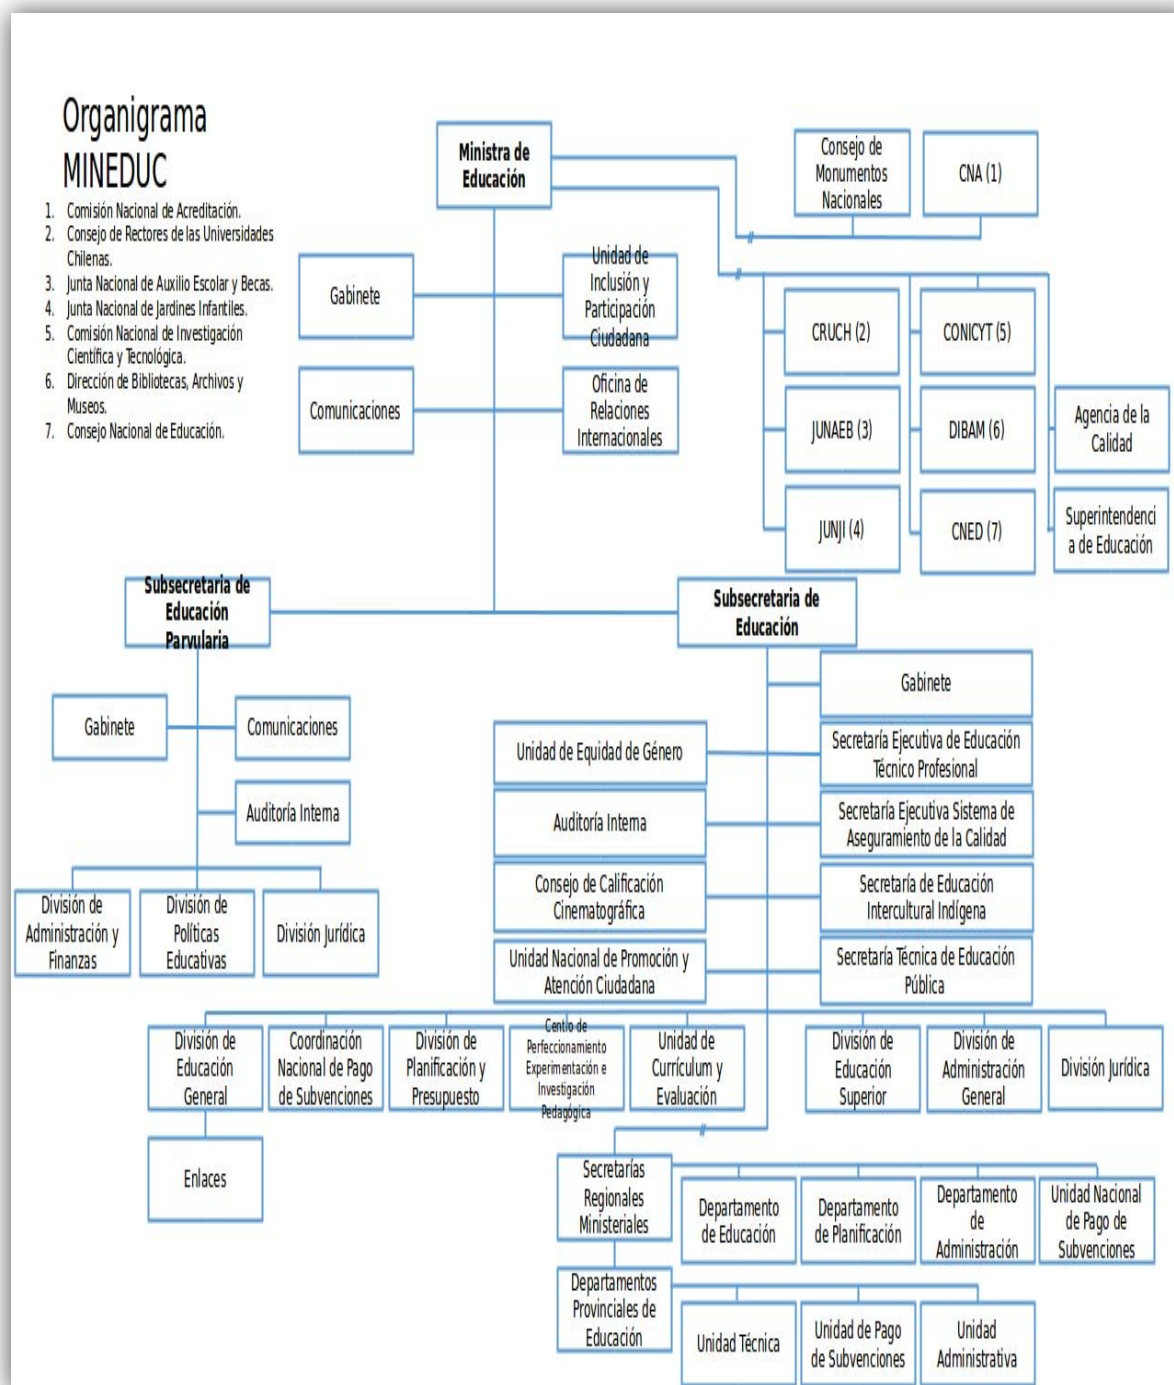 Organigrama
MINEDUC
1. Comisión Nacional de Acreditación.
2. Consejo de Rectores de las Universidades
Chilenas.
3. Junta Nacional de Auxilio Escolar y Becas.
4. Junta Nacional de Jardines Infantiles.
5. Comisión Nacional de Investigación
Científica y Tecnológica.
6. Dirección de Bibliotecas, Archivos y
Museos.
7. Consejo Nacional de Educación.
Ministra de
Educación
Consejo de
Monumentos
Nacionales
CNA (1)
Gabinete
Unidad de
Inclusión y
Participación
Ciudadana
Comunicaciones
Oficina de
Relaciones
Internacionales
CRUCH (2)
CONICYT (5)
JUNAEB (3)
DIBAM (6)
Agencia de la
Calidad
JUNJI (4)
CNED (7)
Superintendenci
a de Educación
Subsecretaria de
Educación
Parvularia
Subsecretaria de
Educación
Gabinete
Comunicaciones
Auditoría Interna
División de
Administración y
Finanzas
División de
Políticas
Educativas
División Jurídica
Gabinete
Unidad de Equidad de Género
Secretaría Ejecutiva de Educación
Técnico Profesional
Auditoría Interna
Secretaría Ejecutiva Sistema de
Aseguramiento de la Calidad
Consejo de Calificación
Cinematográfica
Secretaría de Educación
Intercultural Indígena
Unidad Nacional de Promoción y
Atención Ciudadana
Secretaría Técnica de Educación
Pública
División de
Educación
General
Coordinación
Nacional de Pago
de Subvenciones
División de
Planificación y
Presupuesto
Centro de
Perfeccionamiento
Experimentación e
Investigación
Pedagógica
Unidad de
Currículum y
Evaluación
División de
Educación
Superior
División de
Administración
General
División Jurídica
Enlaces
Secretarías
Regionales
Ministeriales
Departamento
de Educación
Departamento
de Planificación
Departamento
de
Administración
Unidad Nacional
de Pago de
Subvenciones
Departamentos
Provinciales de
Educación
Unidad Técnica
Unidad de Pago
de Subvenciones
Unidad
Administrativa